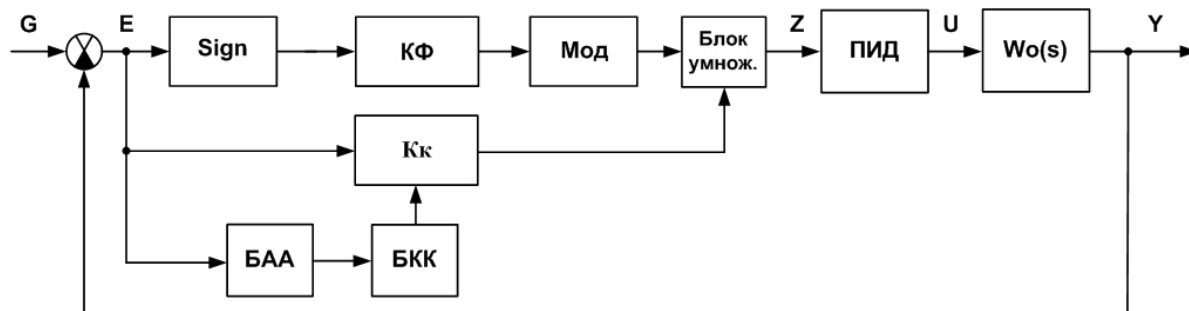 G
E
Sign
КФ
Мод
Блок
умнож.
Z
ПИД
U
Wo(s)
Y
Кк
БАА
БКК